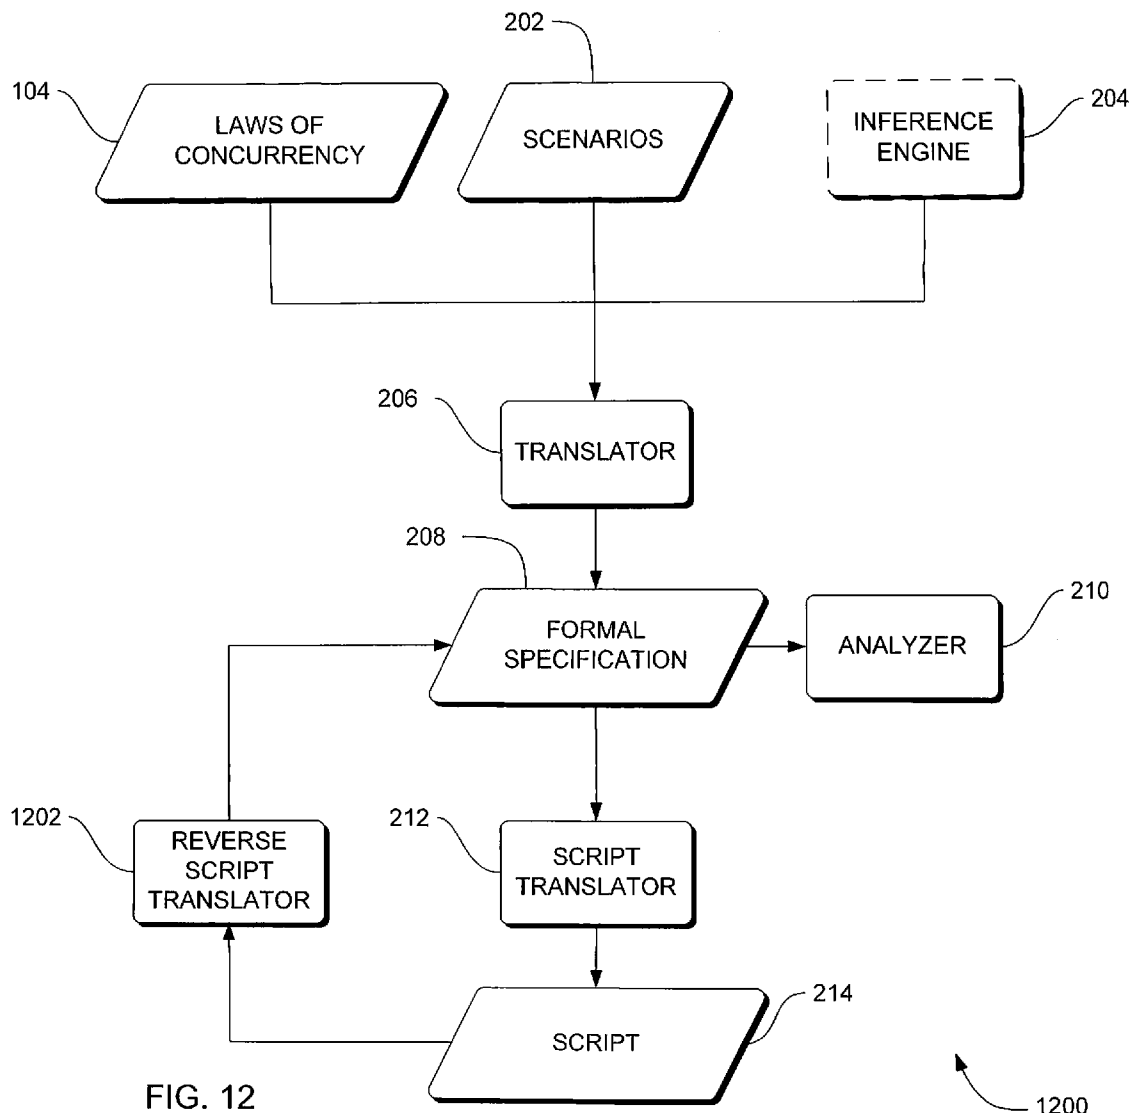 202
104
LAWS OF
CONCURRENCY
SCENARIOS
INFERENCE
ENGINE
204
206
TRANSLATOR
208
FORMAL
SPECIFICATION
ANALYZER
210
1202
REVERSE
SCRIPT
TRANSLATOR
212
SCRIPT
TRANSLATOR
SCRIPT
214
FIG. 12
1200